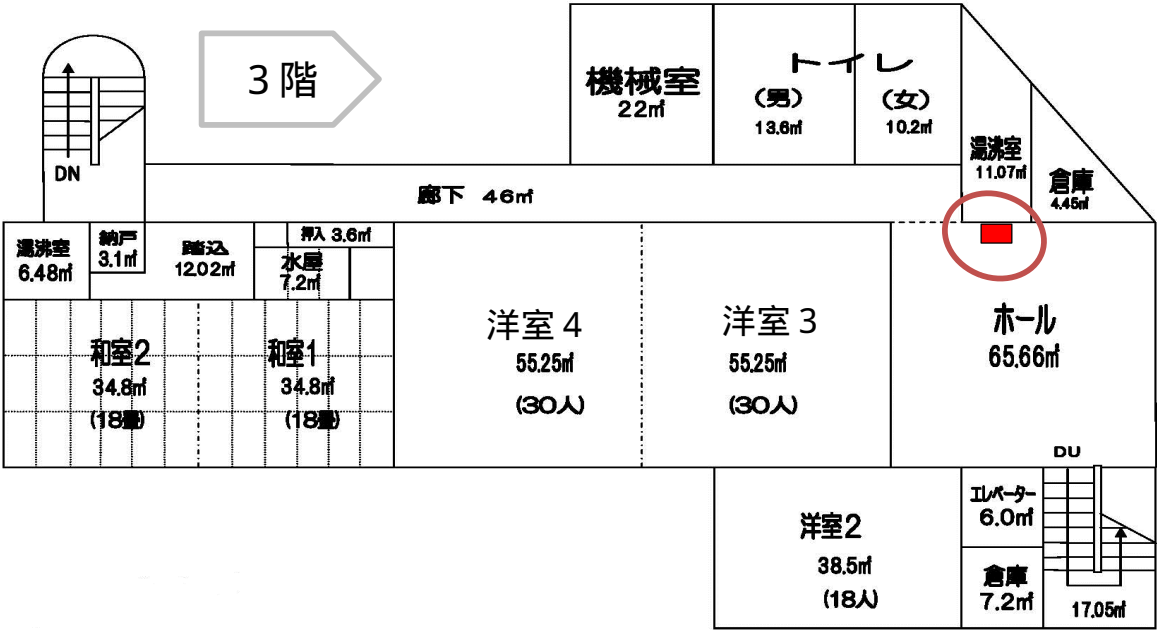 3階
機械室
22㎡
トイレ
(男)
13.6㎡
(女)
10.2㎡
湯沸室
11.07㎡
倉庫
4.45㎡
DN
廊下 46㎡
湯沸室
6.48㎡
納戸
3.1㎡
踏込
12.02㎡
押入 3.6㎡
水屋
7.2㎡
和室2
34.8㎡
(18畳)
和室1
34.8㎡
(18畳)
洋室4
55.25㎡
(30人)
洋室3
55.25㎡
(30人)
ホール
65.66㎡
DU
洋室2
38.5㎡
(18人)
エレベーター
6.0㎡
倉庫
7.2㎡
17.05㎡